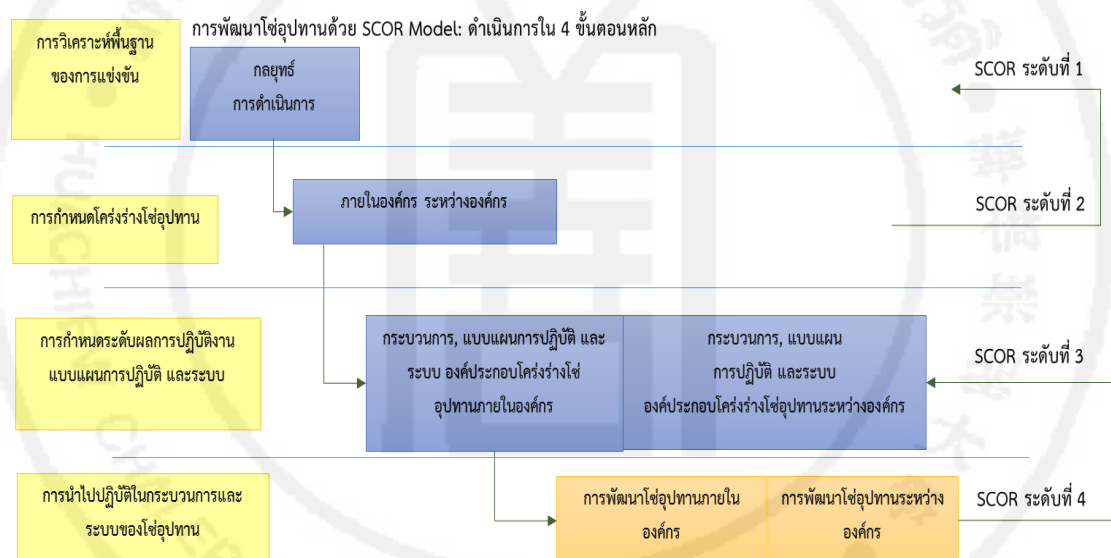 การพัฒนาโซ่อุปทานด้วย SCOR Model: ดำเนินการใน 4 ขั้นตอนหลัก
การวิเคราะห์พื้นฐาน
ของการแข่งขัน
กลยุทธ์
การดำเนินการ
SCOR ระดับที่ 1
การกำหนดโคร่งร่างโซ่อุปทาน
ภายในองค์กร ระหว่างองค์กร
SCOR ระดับที่ 2
การกำหนดระดับผลการปฏิบัติงาน
แบบแผนการปฏิบัติ และระบบ
กระบวนการ, แบบแผนการปฏิบัติ และ
ระบบ องค์ประกอบโคร่งร่างโซ่
อุปทานภายในองค์กร
กระบวนการ, แบบแผน
การปฏิบัติ และระบบ
องค์ประกอบโคร่งร่างโซ่อุปทานระหว่างองค์กร
SCOR ระดับที่ 3
การนำไปปฏิบัติในกระบวนการและ
ระบบของโซ่อุปทาน
การพัฒนาโซ่อุปทานภายใน
องค์กร
การพัฒนาโซ่อุปทานระหว่าง
องค์กร
SCOR ระดับที่ 4